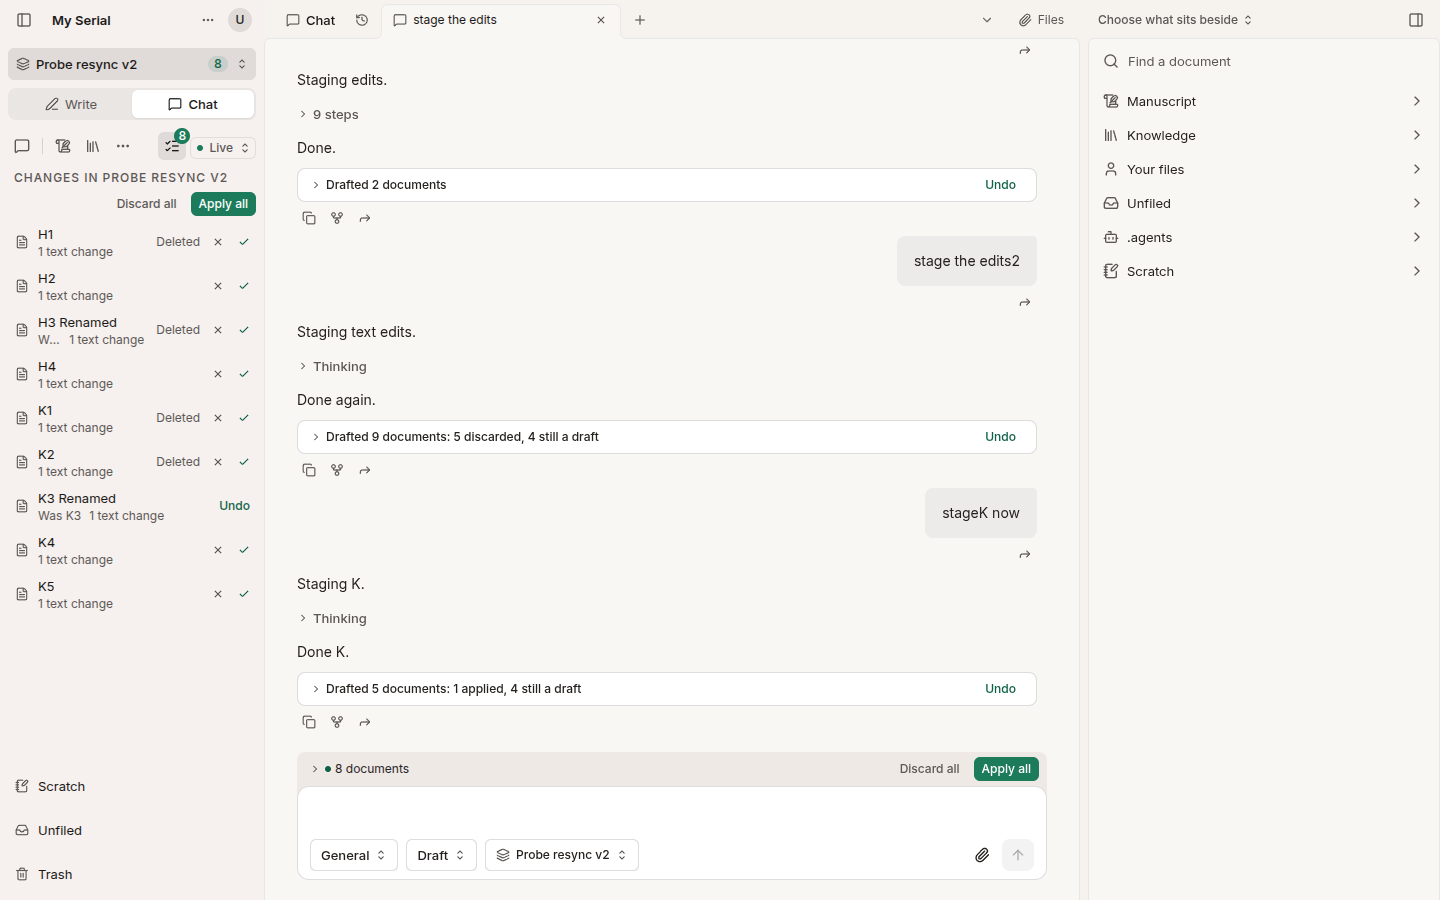 My Serial
U
Probe resync v2
8
Write
Chat
8
Live
CHANGES IN PROBE RESYNC V2
Discard all
Apply all
H1
1 text change
Deleted
H2
1 text change
H3 Renamed
W... 1 text change
Deleted
H4
1 text change
K1
1 text change
Deleted
K2
1 text change
Deleted
K3 Renamed
Was K3 1 text change
Undo
K4
1 text change
K5
1 text change
Scratch
Unfiled
Trash
Chat
stage the edits
Files
Staging edits.
9 steps
Done.
Drafted 2 documents
Undo
stage the edits2
Staging text edits.
Thinking
Done again.
Drafted 9 documents: 5 discarded, 4 still a draft
Undo
stageK now
Staging K.
Thinking
Done K.
Drafted 5 documents: 1 applied, 4 still a draft
Undo
8 documents
Discard all
Apply all
General
Draft
Probe resync v2
Choose what sits beside
Find a document
Manuscript
Knowledge
Your files
Unfiled
.agents
Scratch